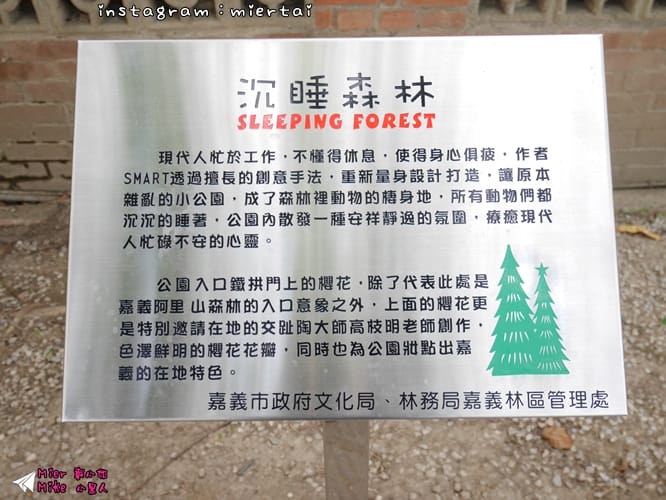 instagram：miertai
沉睡森林
SLEEPING FOREST
現代人忙於工作，不懂得休息，使得身心俱疲，作者
SMART透過擅長的創意手法，重新量身設計打造，讓原本
雜亂的小公園，成了森林裡動物的棲身地，所有動物們都
沉沉的睡著，公園內散發一種安祥靜逸的氛圍，療癒現代
人忙碌不安的心靈。
公園入口鐵拱門上的櫻花，除了代表此處是
嘉義阿里山森林的入口意象之外，上面的櫻花更
是特別邀請在地的交趾陶大師高枝明老師創作，
色澤鮮明的櫻花花瓣，同時也為公園妝點出嘉
義的在地特色。
嘉義市政府文化局、林務局嘉義林區管理處
Mier
Mike